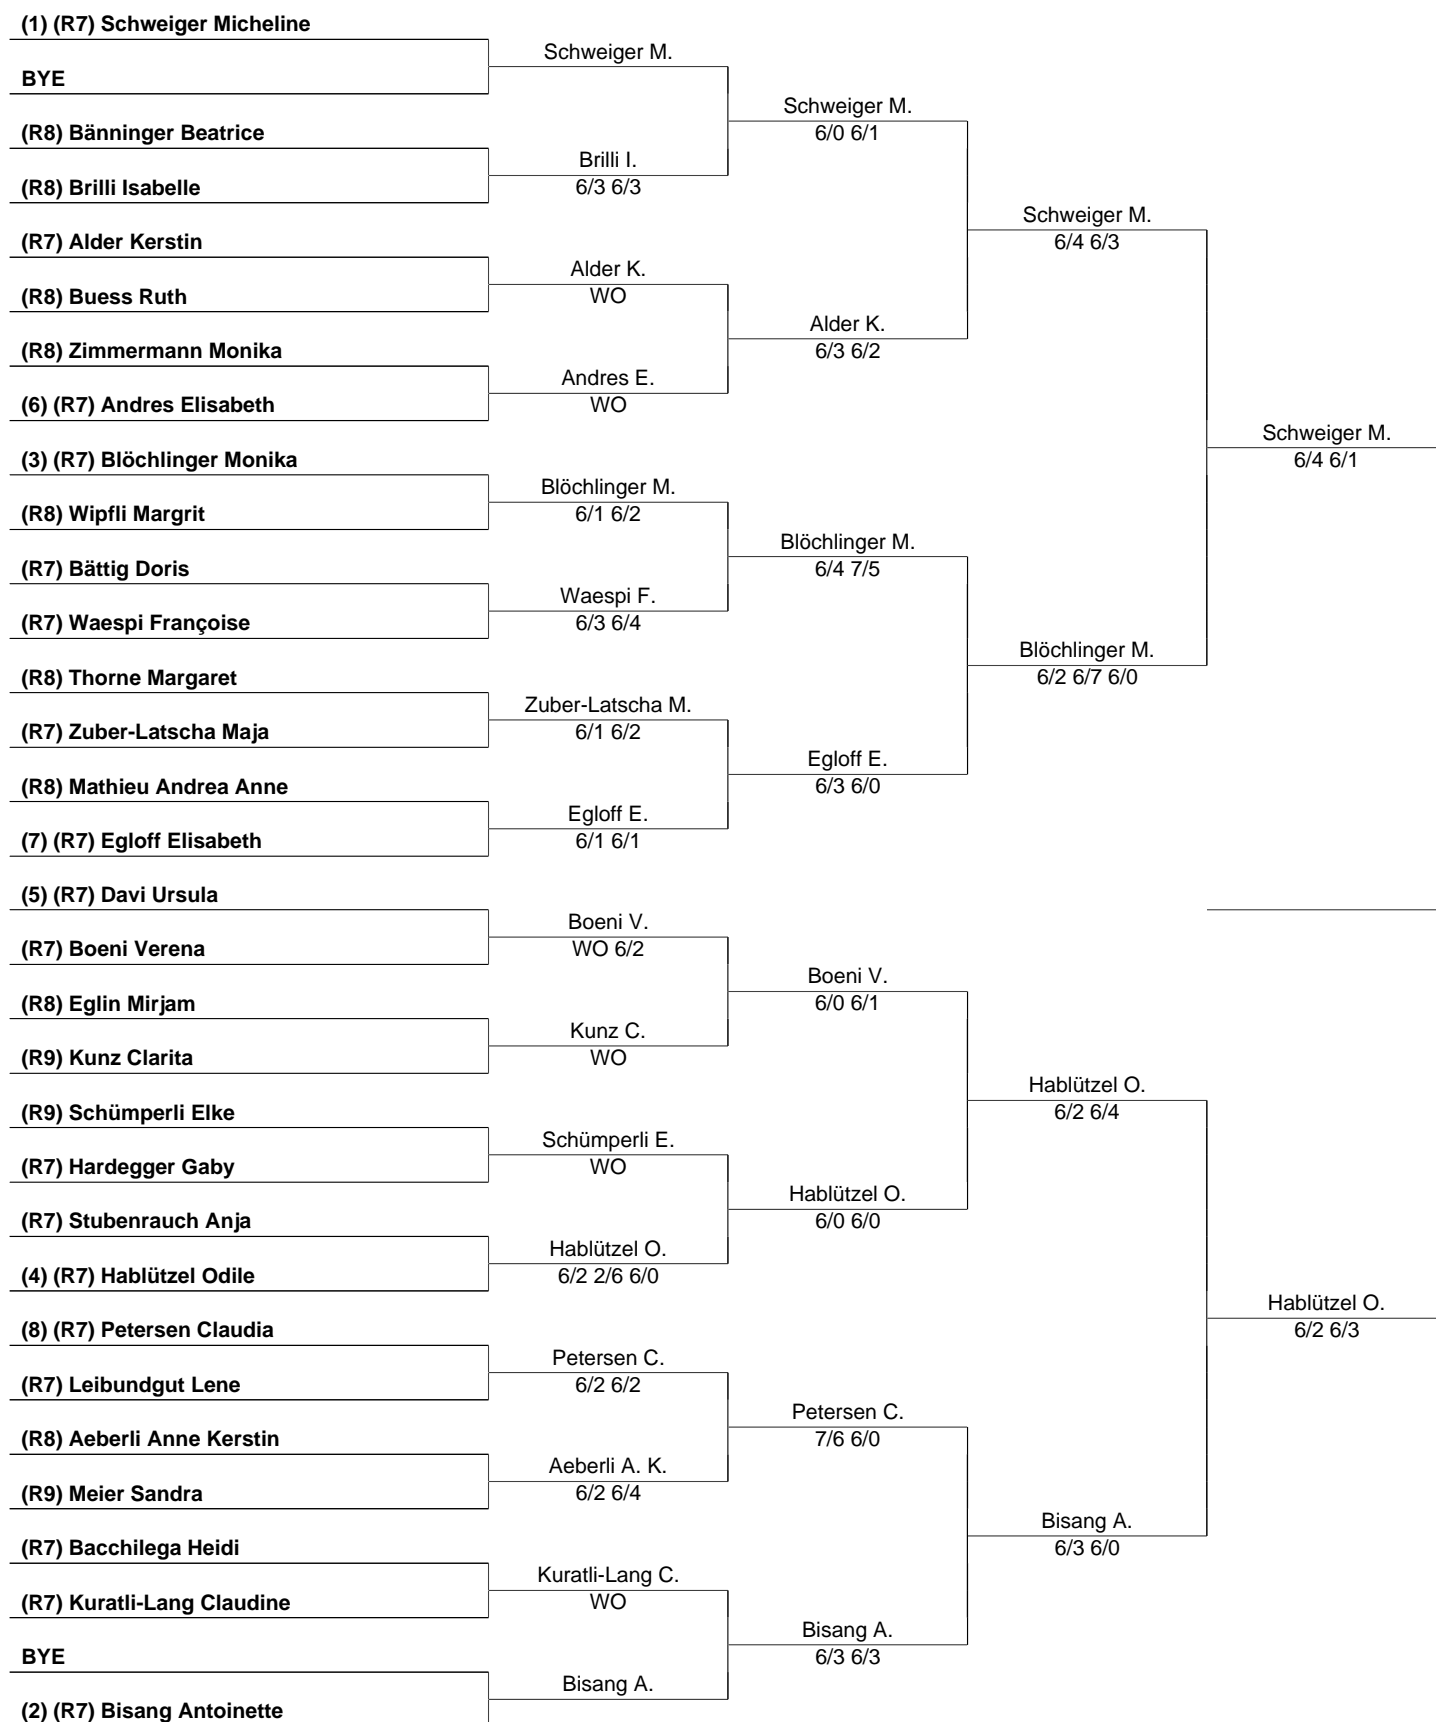 (1) (R7) Schweiger Micheline
Schweiger M.
BYE
Schweiger M.
6/0 6/1
(R8) Bänninger Beatrice
Brilli I.
6/3 6/3
(R8) Brilli Isabelle
Schweiger M.
6/4 6/3
(R7) Alder Kerstin
Alder K.
WO
(R8) Buess Ruth
Alder K.
6/3 6/2
(R8) Zimmermann Monika
Andres E.
WO
(6) (R7) Andres Elisabeth
Schweiger M.
6/4 6/1
(3) (R7) Blöchlinger Monika
Blöchlinger M.
6/1 6/2
(R8) Wipfli Margrit
Blöchlinger M.
6/4 7/5
(R7) Bättig Doris
Waespi F.
6/3 6/4
(R7) Waespi Françoise
Blöchlinger M.
6/2 6/7 6/0
(R8) Thorne Margaret
Zuber-Latscha M.
6/1 6/2
(R7) Zuber-Latscha Maja
Egloff E.
6/3 6/0
(R8) Mathieu Andrea Anne
Egloff E.
6/1 6/1
(7) (R7) Egloff Elisabeth
(5) (R7) Davi Ursula
Boeni V.
WO 6/2
(R7) Boeni Verena
Boeni V.
6/0 6/1
(R8) Eglin Mirjam
Kunz C.
WO
(R9) Kunz Clarita
Hablützel O.
6/2 6/4
(R9) Schümperli Elke
Schümperli E.
WO
(R7) Hardegger Gaby
Hablützel O.
6/0 6/0
(R7) Stubenrauch Anja
Hablützel O.
6/2 2/6 6/0
(4) (R7) Hablützel Odile
Hablützel O.
6/2 6/3
(8) (R7) Petersen Claudia
Petersen C.
6/2 6/2
(R7) Leibundgut Lene
Petersen C.
7/6 6/0
(R8) Aeberli Anne Kerstin
Aeberli A. K.
6/2 6/4
(R9) Meier Sandra
Bisang A.
6/3 6/0
(R7) Bacchilega Heidi
Kuratli-Lang C.
WO
(R7) Kuratli-Lang Claudine
Bisang A.
6/3 6/3
BYE
Bisang A.
(2) (R7) Bisang Antoinette